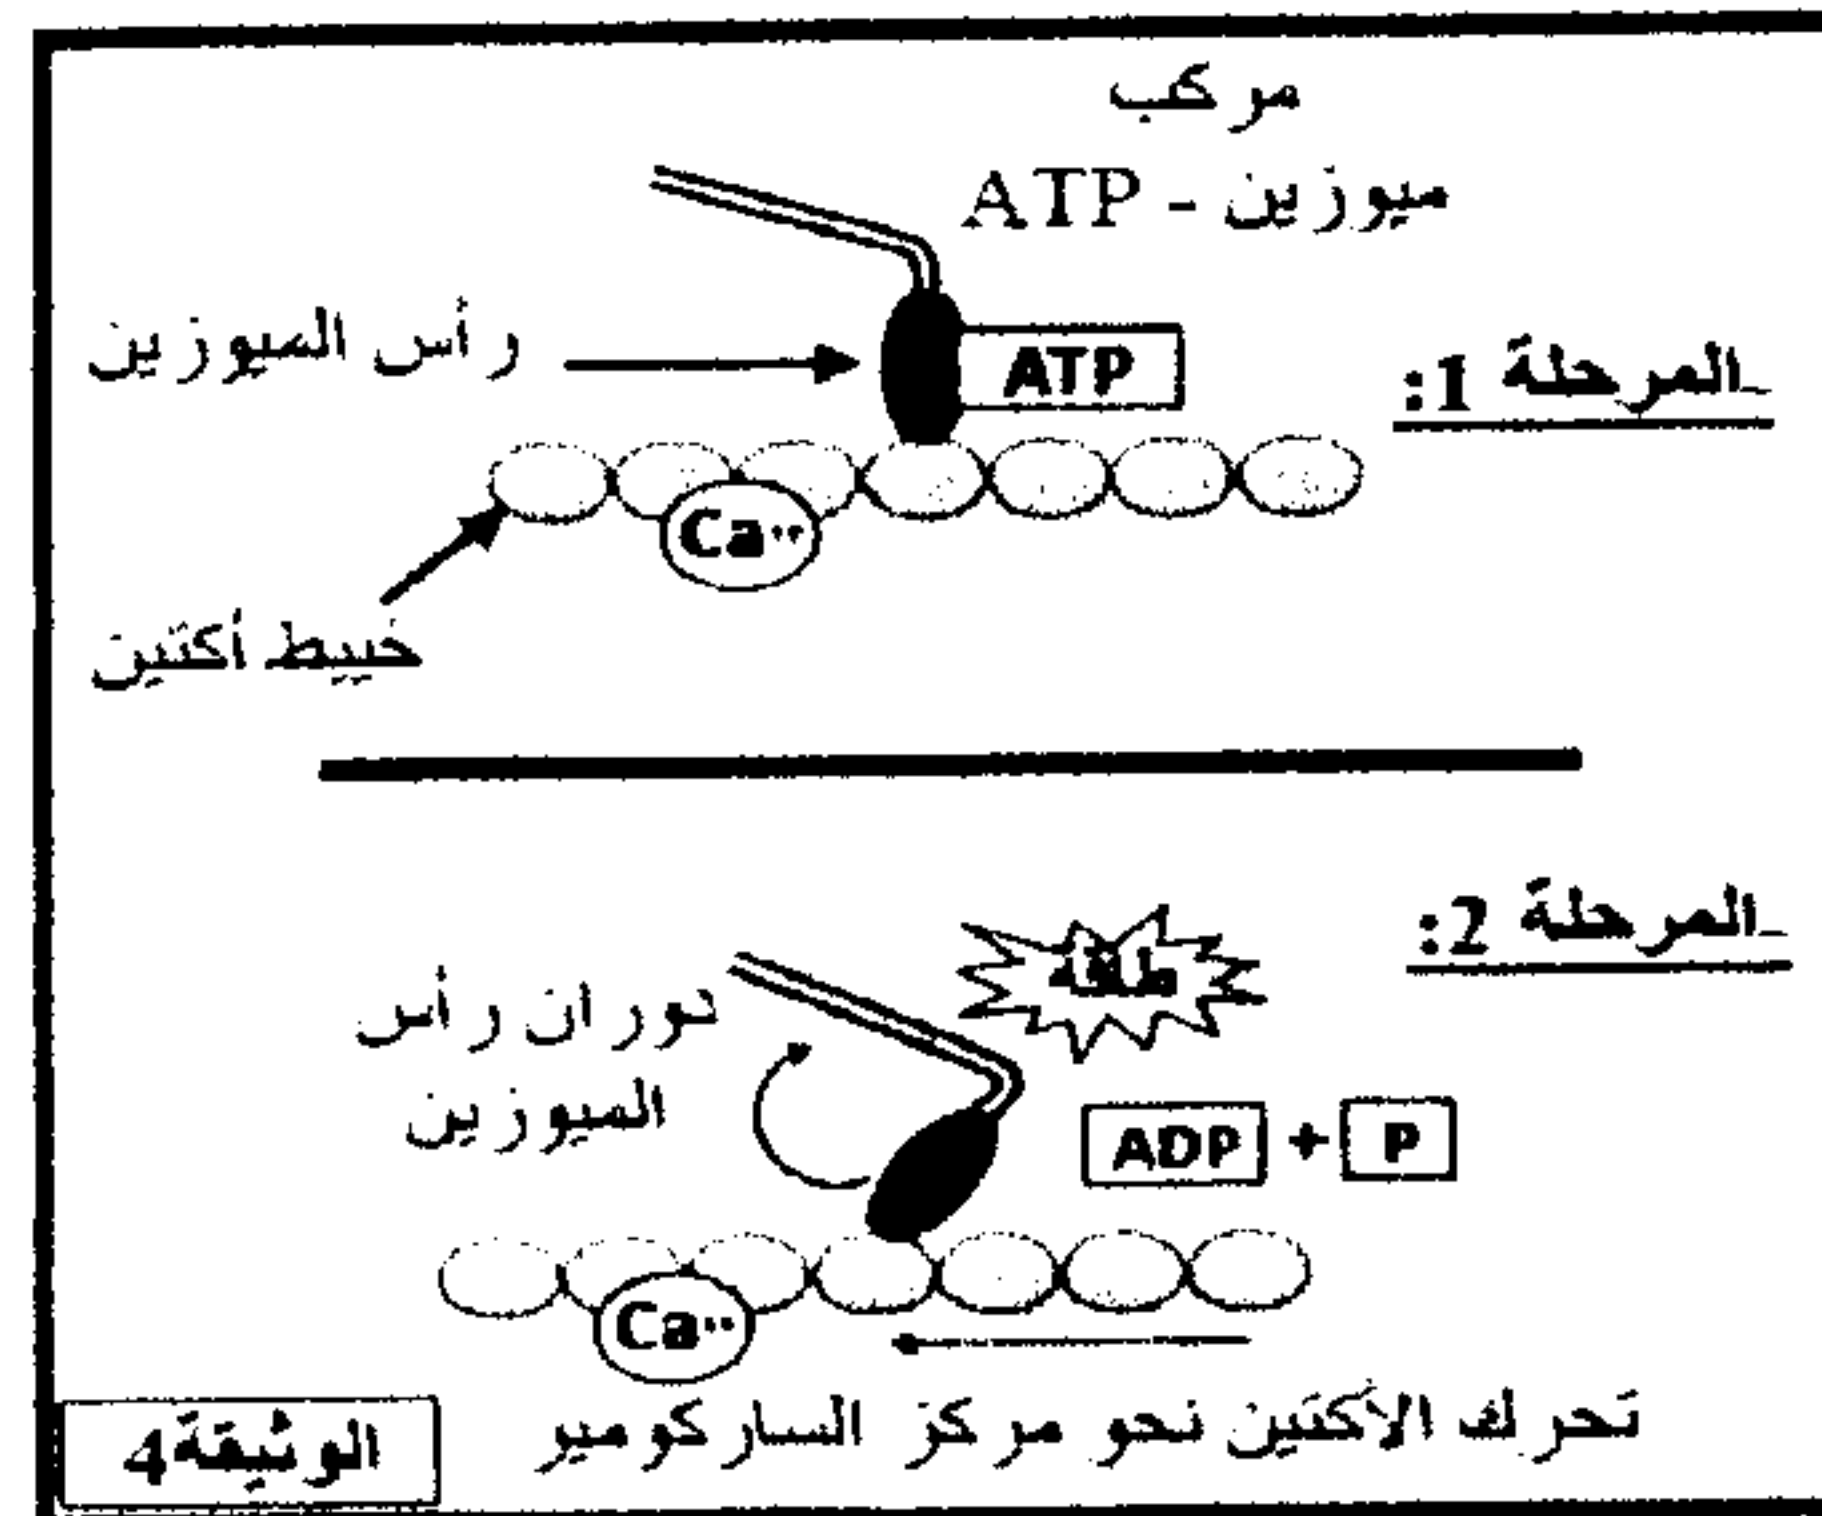 مركب
ميوزين - ATP
المرحلة 1:
ATP
رأس الميوزين
Ca··
خييط أكتين
المرحلة 2:
طاقة
دوران رأس
الميوزين
ADP + P
Ca··
تحرك الأكتين نحو مركز الساركومير
الوثيقة4